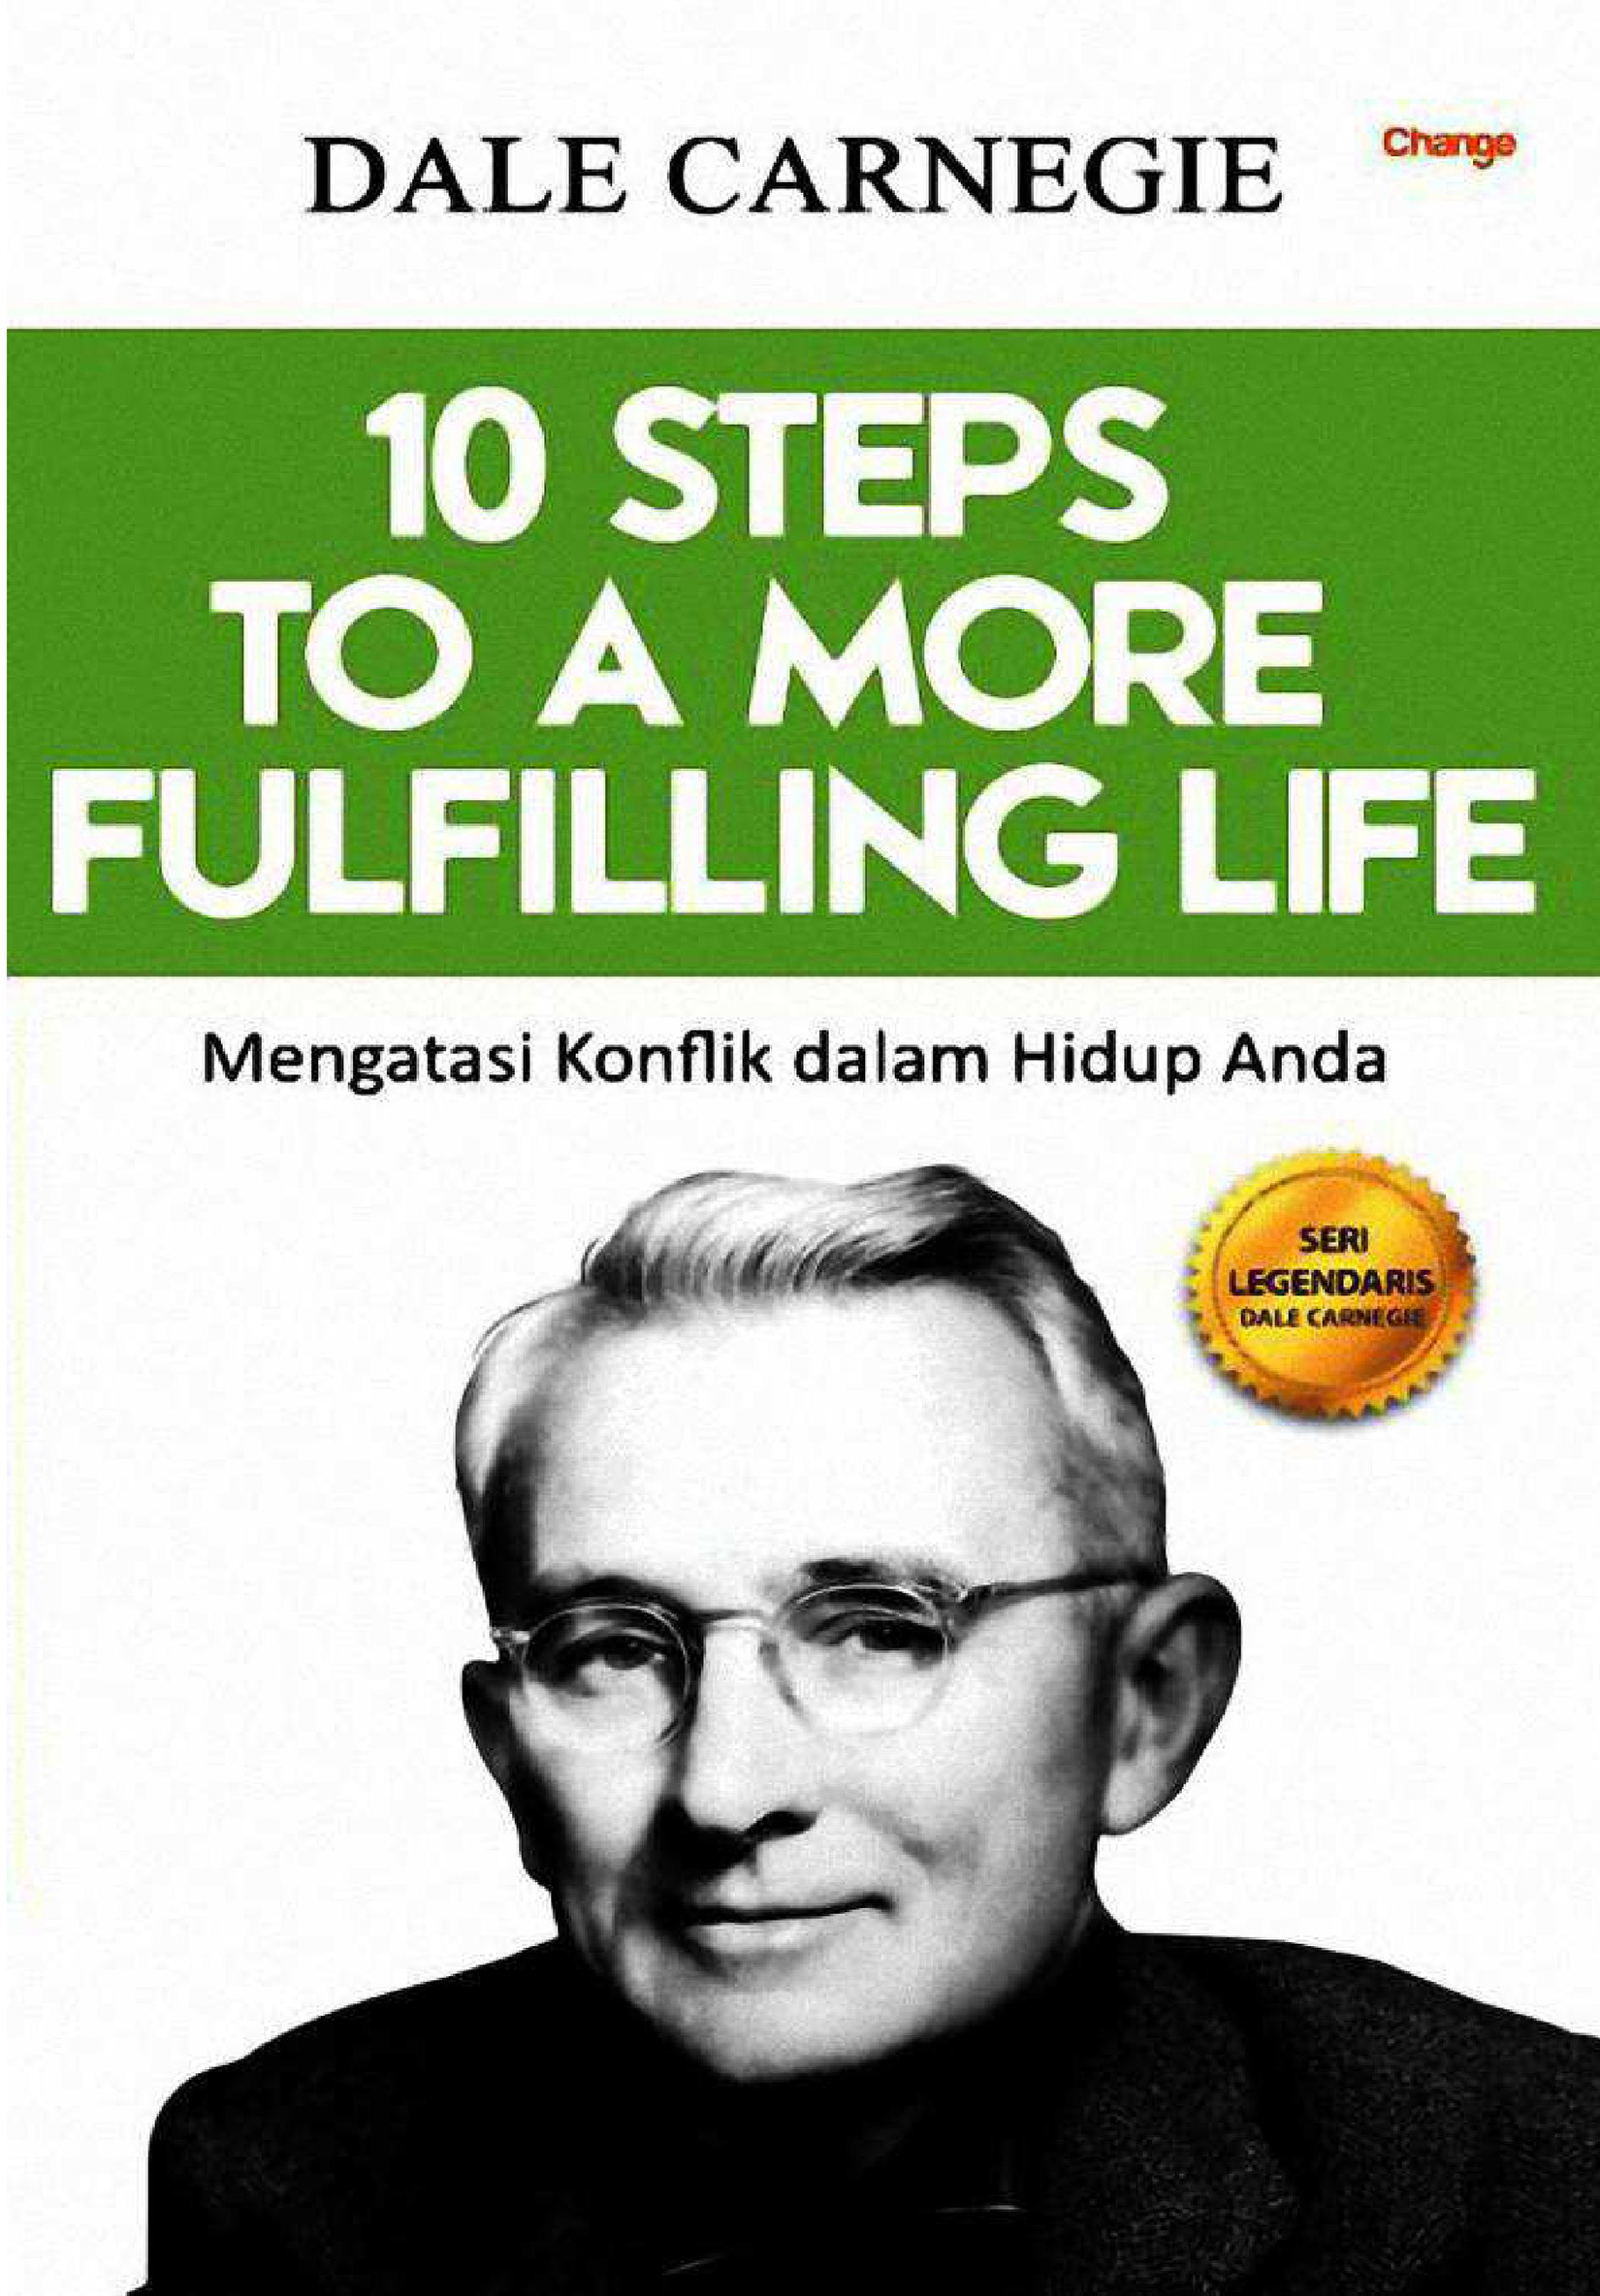 DALE CARNEGIE
Change
10 STEPS
TO A MORE
FULFILLING LIFE
Mengatasi Konflik dalam Hidup Anda
SERI
LEGENDARIS
DALE CARNEGIE